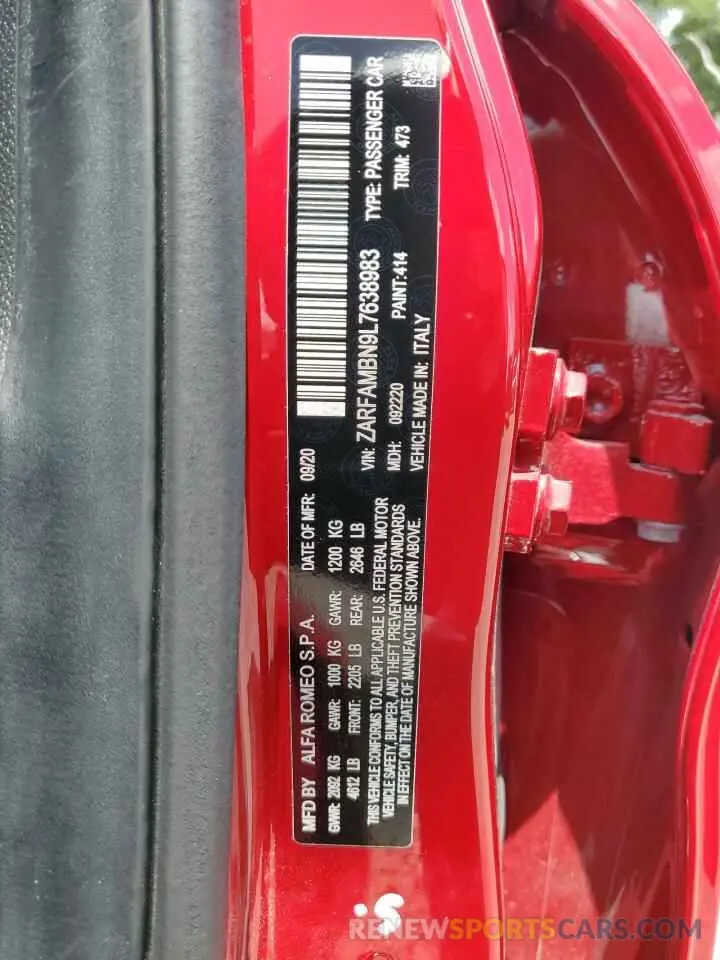 MFD BY ALFA ROMEO S.P.A. DATE OF MFR: 09/20
GVWR: 2092 KG GAWR: 1000 KG GAWR: 1200 KG
4612 LB FRONT: 2205 LB REAR: 2646 LB
THIS VEHICLE CONFORMS TO ALL APPLICABLE U.S. FEDERAL MOTOR
VEHICLE SAFETY, BUMPER, AND THEFT PREVENTION STANDARDS
IN EFFECT ON THE DATE OF MANUFACTURE SHOWN ABOVE.
VIN: ZARFAMBN9L7638983 TYPE: PASSENGER CAR
MDH: 092220 PAINT:414 TRIM: 473
VEHICLE MADE IN: ITALY
RENEWSPORTSCARS.COM